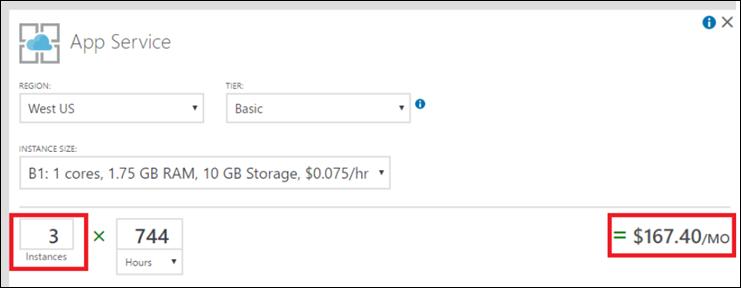 App Service
REGION: TIER:
West US Basic
INSTANCE SIZE:
B1: 1 cores, 1.75 GB RAM, 10 GB Storage, $0.075/hr
3 × 744 = $167.40/MO
Instances Hours